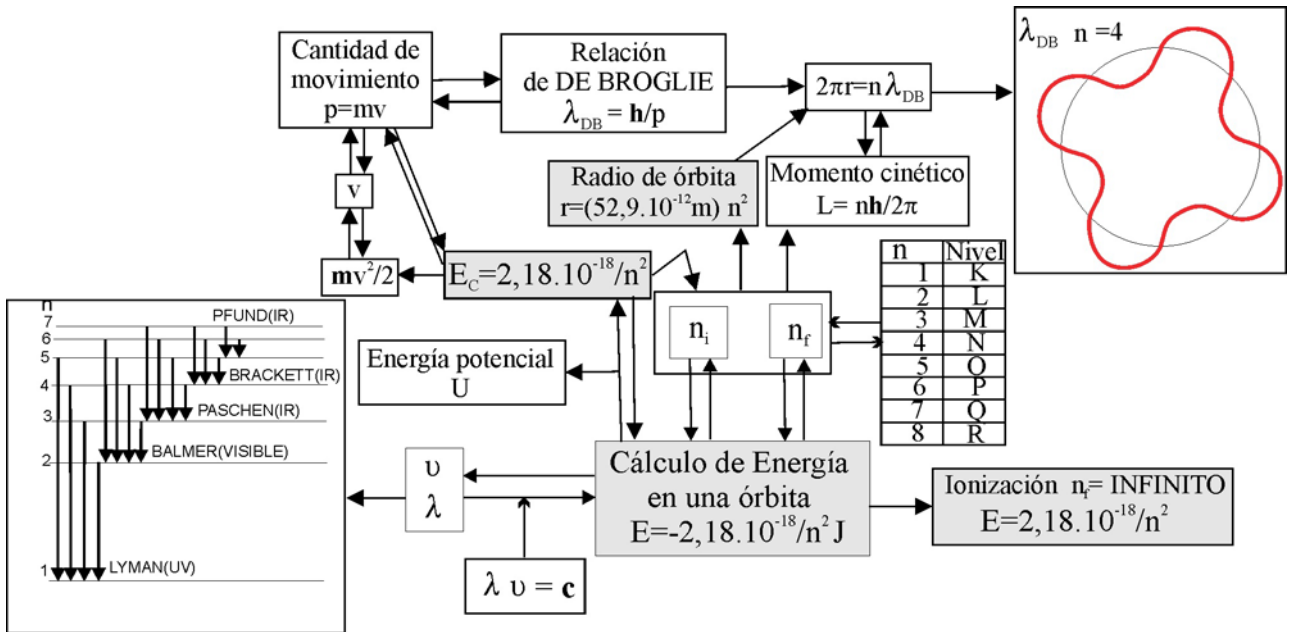 Cantidad de
movimiento
p=mv
Relación
de DE BROGLIE
λDB = h/p
2πr=n λDB
λDB n =4
v
Radio de órbita
r=(52,9.10⁻¹²m) n²
Momento cinético
L= nh/2π
mv²/2
E_C=2,18.10⁻¹⁸/n²
n_i
n_f
n Nivel
1 K
2 L
3 M
4 N
5 O
6 P
7 Q
8 R
Energía potencial
U
n
7 PFUND(IR)
6
5
BRACKETT(IR)
4
PASCHEN(IR)
3
BALMER(VISIBLE)
2
LYMAN(UV)
1
υ
λ
Cálculo de Energía
en una órbita
E=-2,18.10⁻¹⁸/n² J
Ionización n_f= INFINITO
E=2,18.10⁻¹⁸/n²
λ υ = c